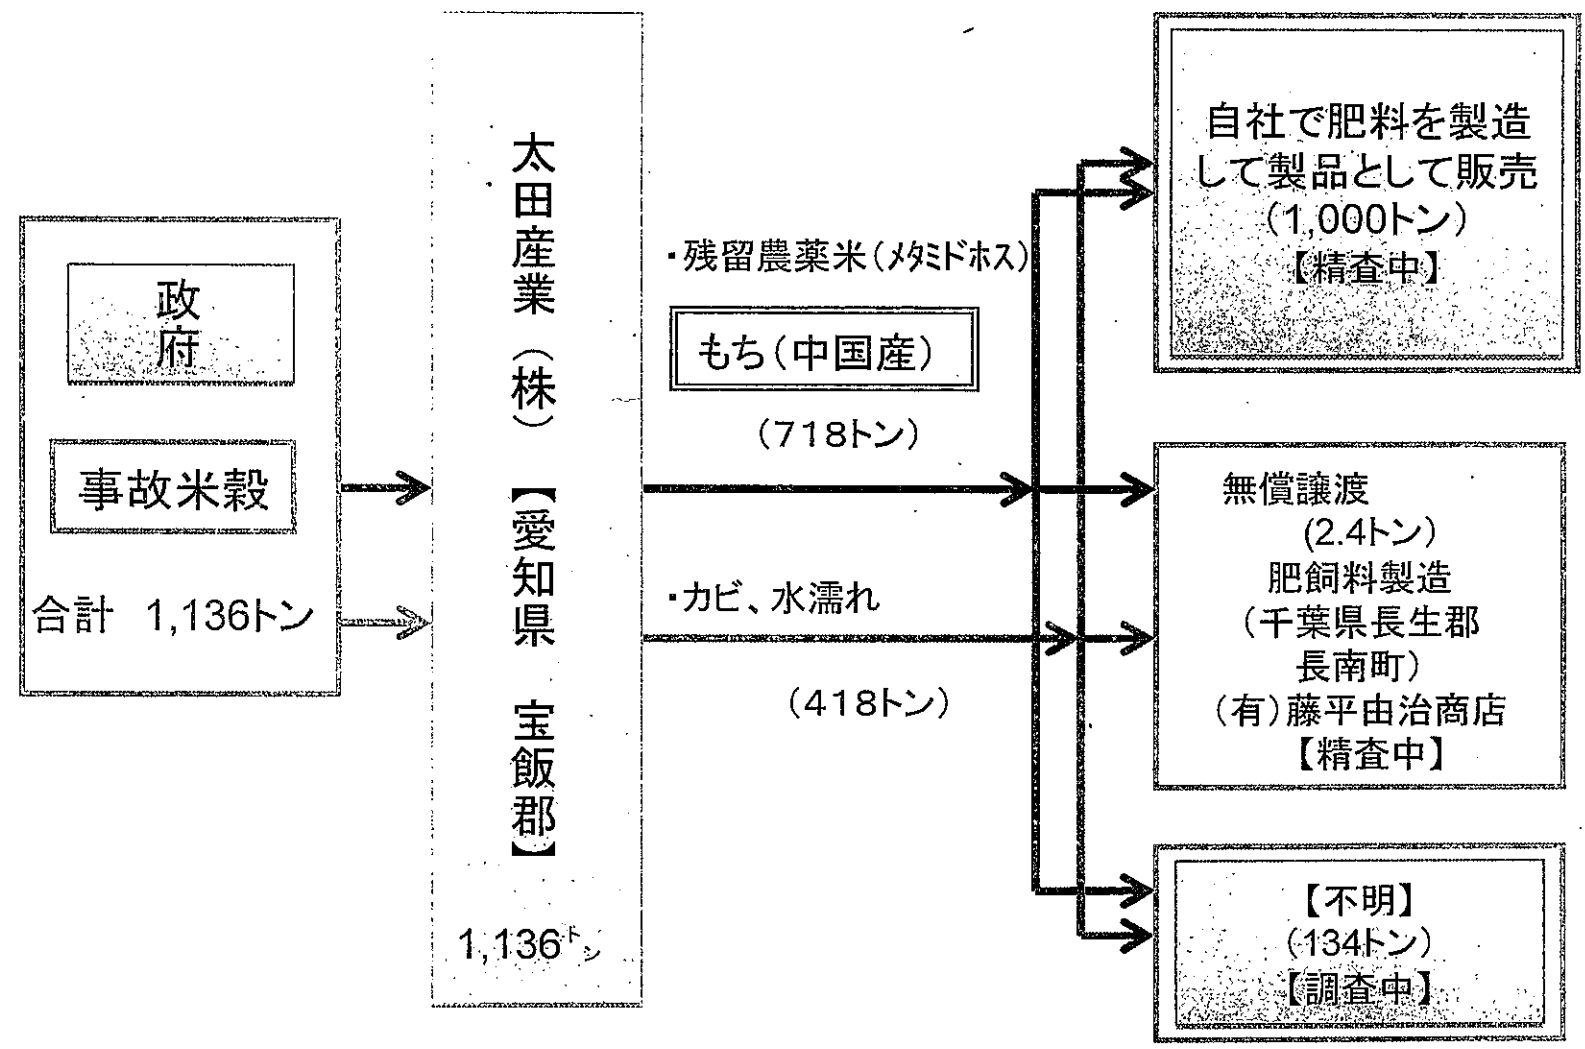 政
府
事故米穀
合計 1,136トン
太田産業（株）【愛知県 宝飯郡】
1,136トン
・残留農薬米（メタミドホス）
もち（中国産）
（718トン）
・カビ、水濡れ
（418トン）
自社で肥料を製造
して製品として販売
（1,000トン）
【精査中】
無償譲渡
（2.4トン）
肥飼料製造
（千葉県長生郡
長南町）
（有）藤平由治商店
【精査中】
【不明】
（134トン）
【調査中】